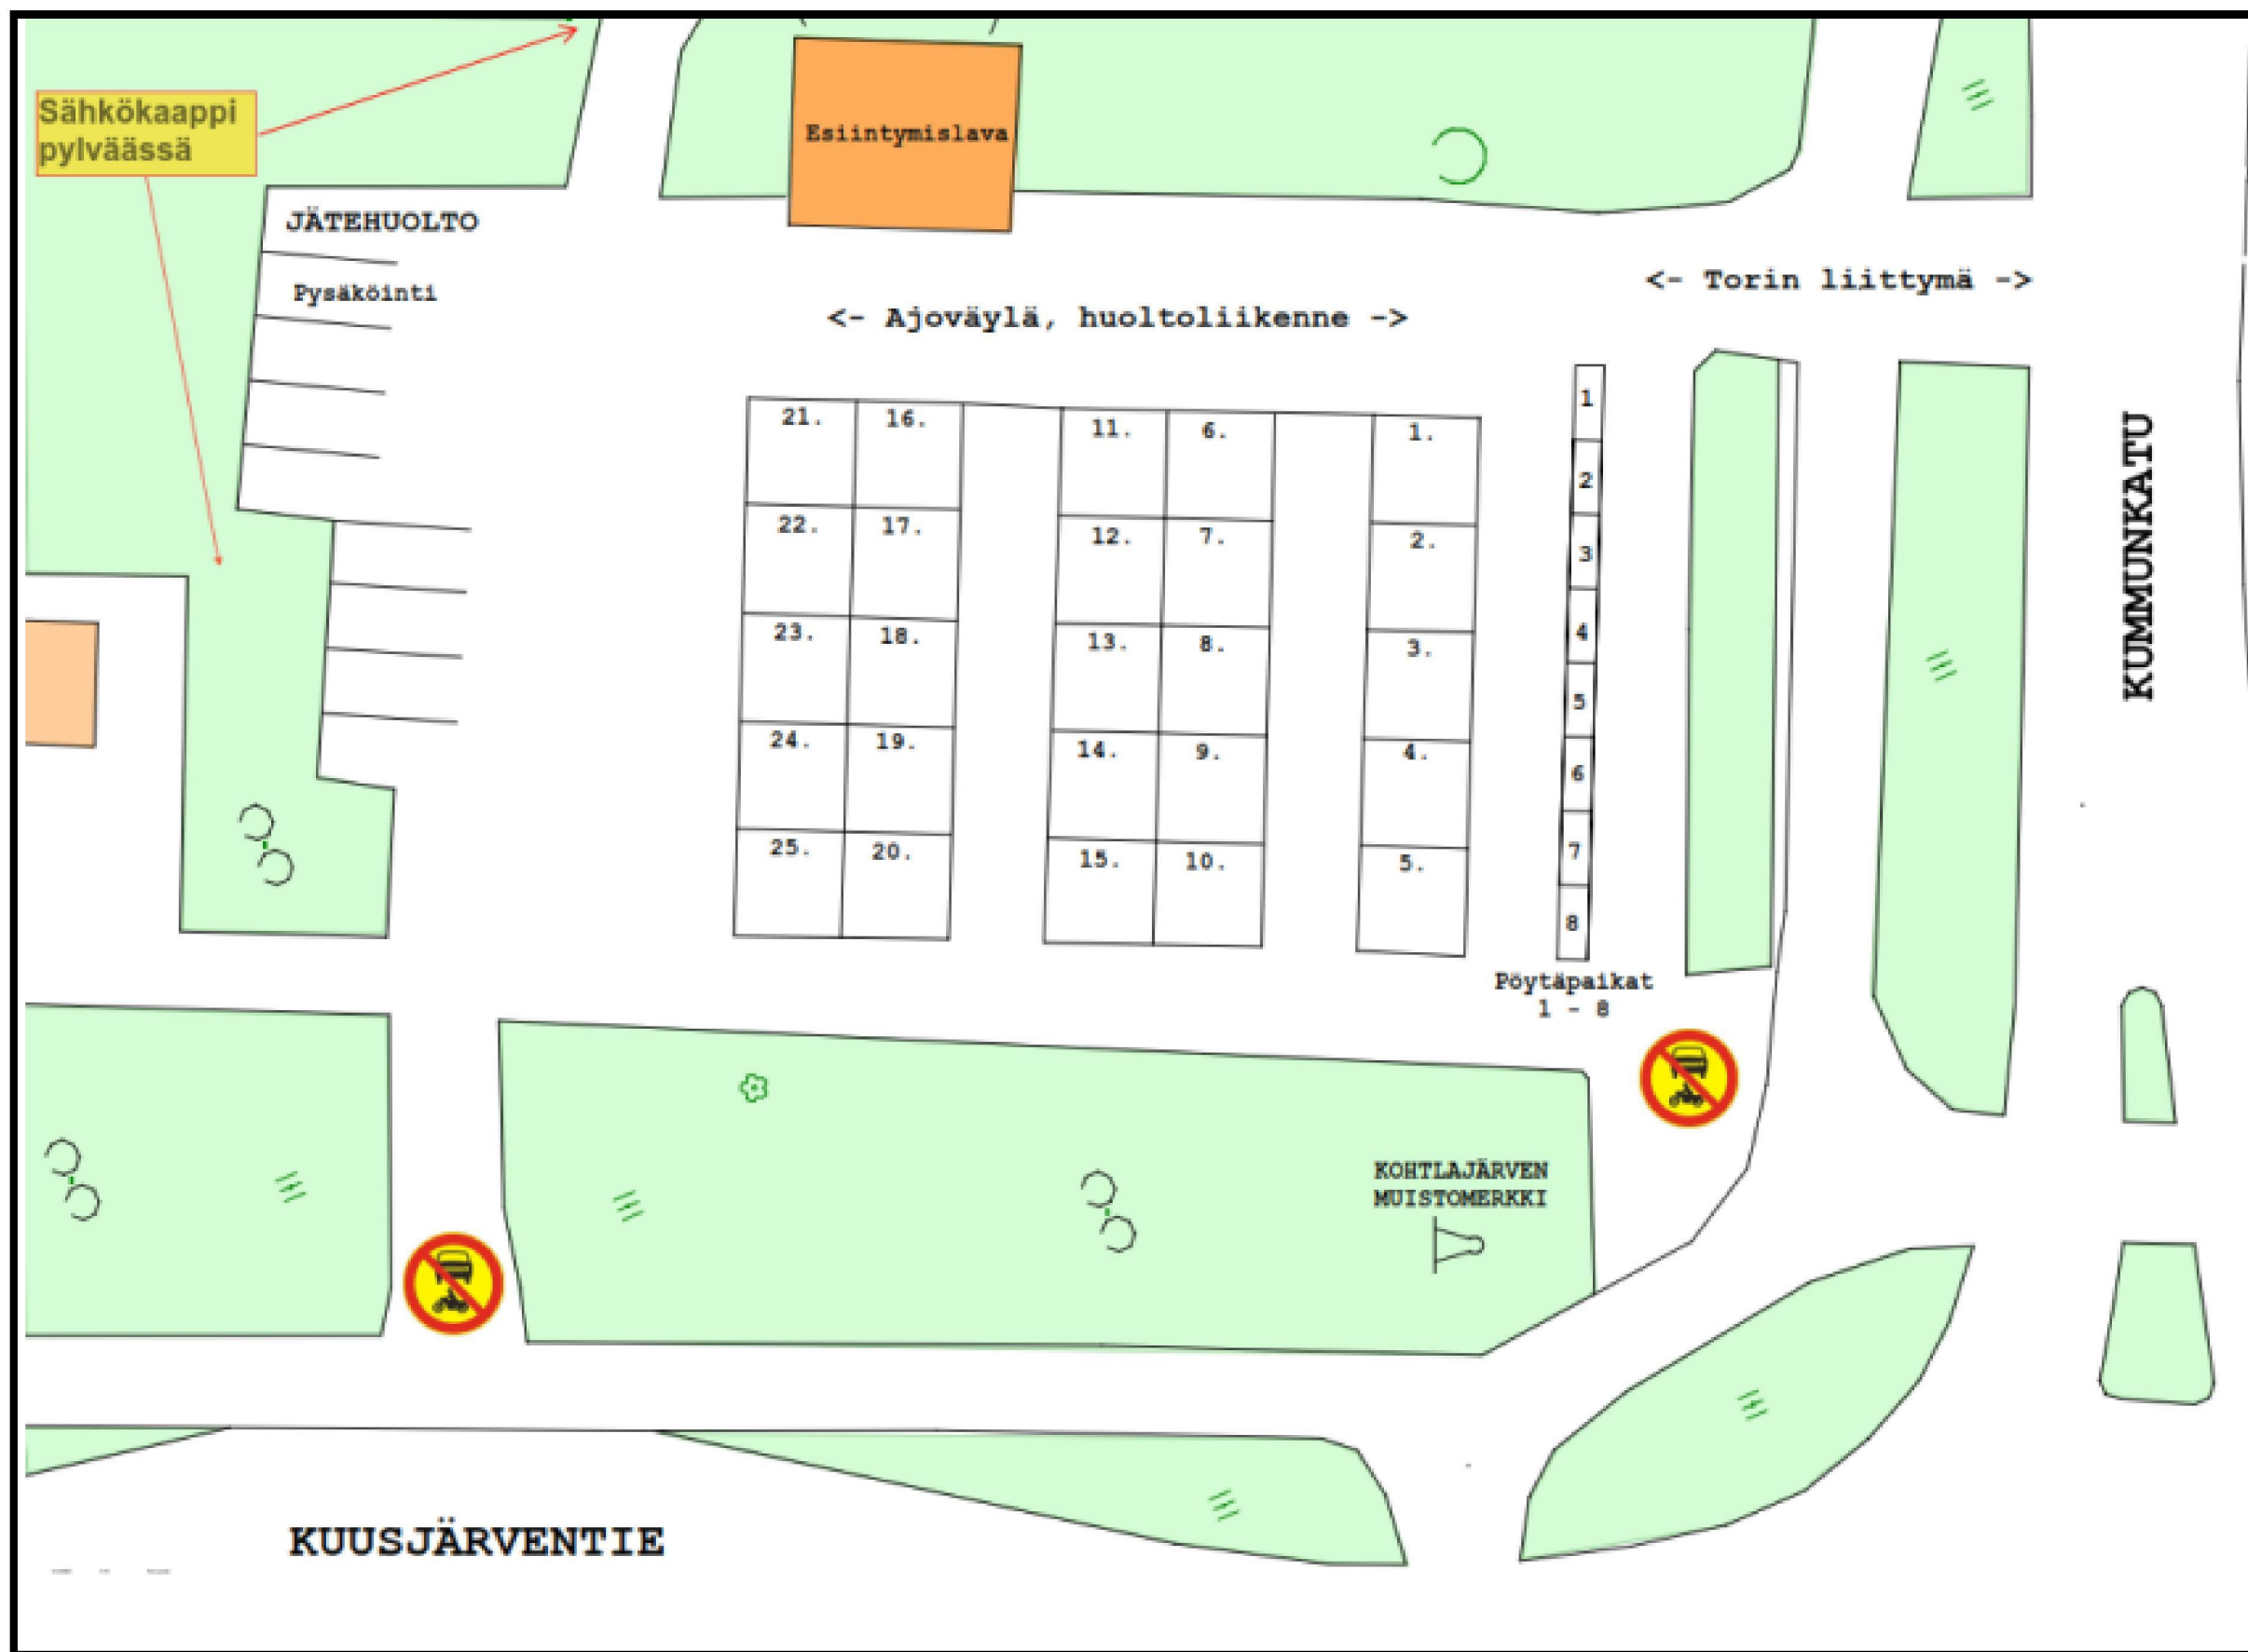 Sähkökaappi
pylväässä
Esiintymislava
JÄTEHUOLTO
Pysäköinti
<- Torin liittymä ->
<- Ajoväylä, huoltoliikenne ->
21. 16. 11. 6. 1.
22. 17. 12. 7. 2.
23. 18. 13. 8. 3.
24. 19. 14. 9. 4.
25. 20. 15. 10. 5.
1
2
3
4
5
6
7
8
Pöytäpaikat
1 - 8
KUMMUNKATU
KOHTLAJÄRVEN
MUISTOMERKKI
KUUSJÄRVENTIE